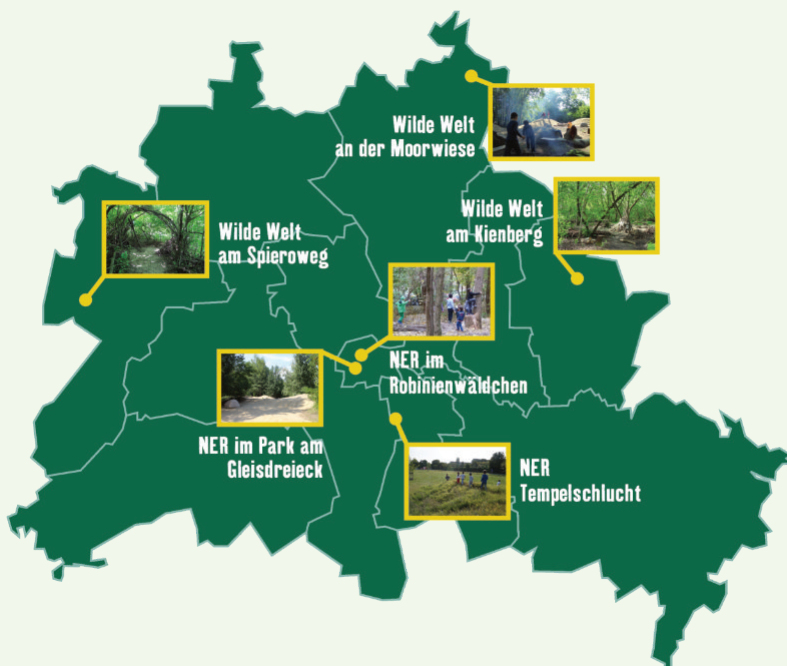 Wilde Welt
an der Moorwiese
Wilde Welt
am Kienberg
Wilde Welt
am Spieroweg
NER im
Robinienwäldchen
NER im Park am
Gleisdreieck
NER
Tempelschlucht